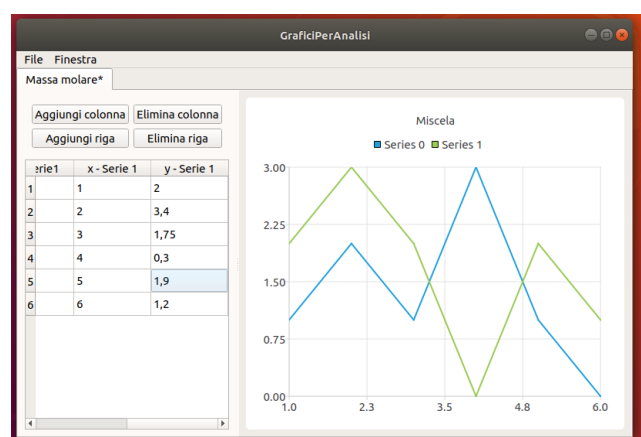 GraficiPerAnalisi
File Finestra
Massa molare*
Aggiungi colonna Elimina colonna
Aggiungi riga Elimina riga
erie1 x - Serie 1 y - Serie 1
1 1 2
2 2 3,4
3 3 1,75
4 4 0,3
5 5 1,9
6 6 1,2
Miscela
Series 0 Series 1
3.00
2.25
1.50
0.75
0.00
1.0 2.3 3.5 4.8 6.0